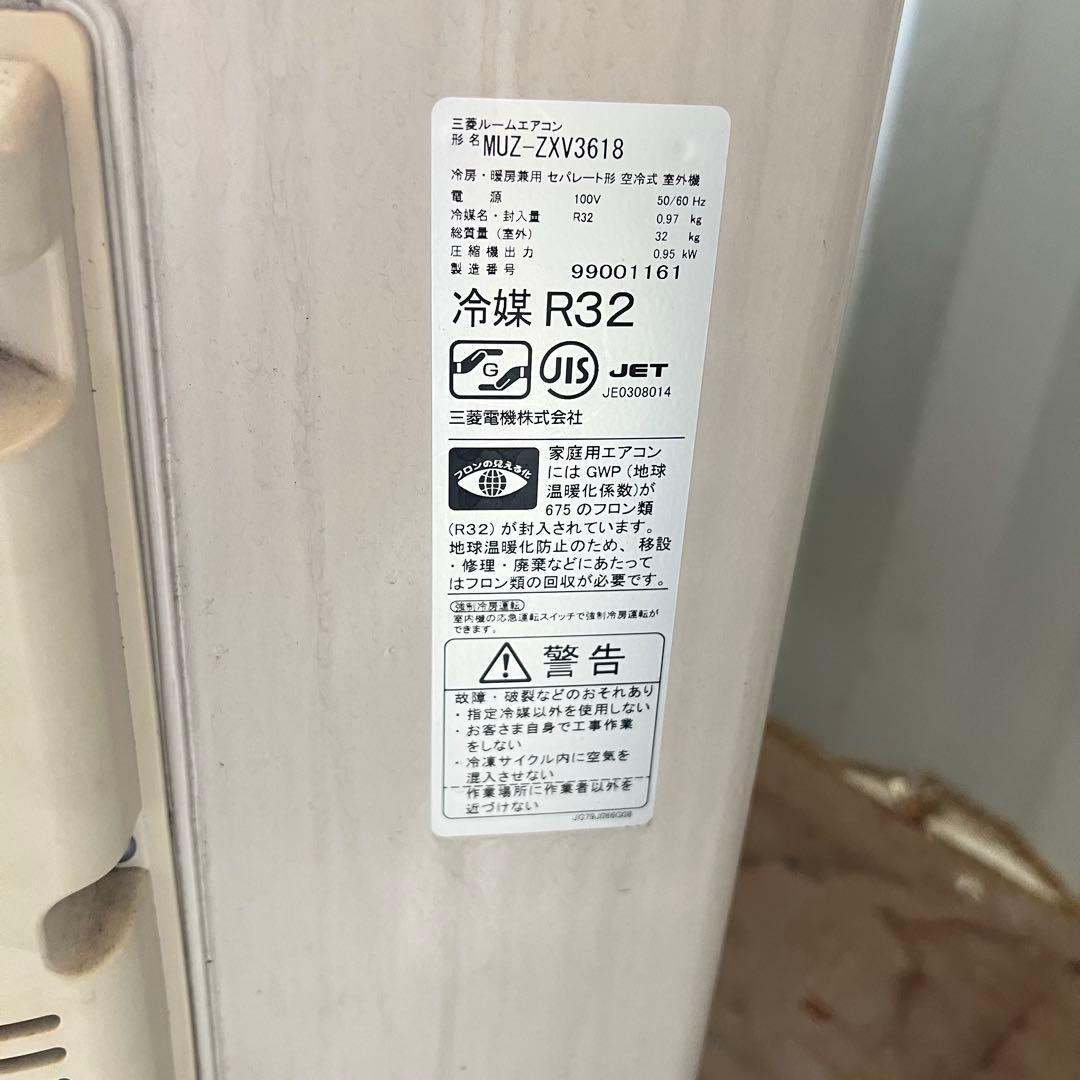 三菱ルームエアコン
形名 MUZ-ZXV3618
冷房・暖房兼用 セパレート形 空冷式 室外機
電源 100V 50/60 Hz
冷媒名・封入量 R32 0.97 kg
総質量（室外） 32 kg
圧縮機出力 0.95 kW
製造番号 99001161
冷媒 R32
G JIS JET
JE0308014
三菱電機株式会社
フロンの見える化
家庭用エアコン
にはGWP（地球
温暖化係数)が
675のフロン類
(R32) が封入されています。
地球温暖化防止のため、移設
・修理・廃棄などにあたって
はフロン類の回収が必要です。
強制冷房運転
室内機の応急運転スイッチで強制冷房運転が
できます。
警告
故障・破裂などのおそれあり
・指定冷媒以外を使用しない
・お客さま自身で工事作業
をしない
・冷凍サイクル内に空気を
混入させない
作業場所に作業者以外を
近づけない
JG79J066G08